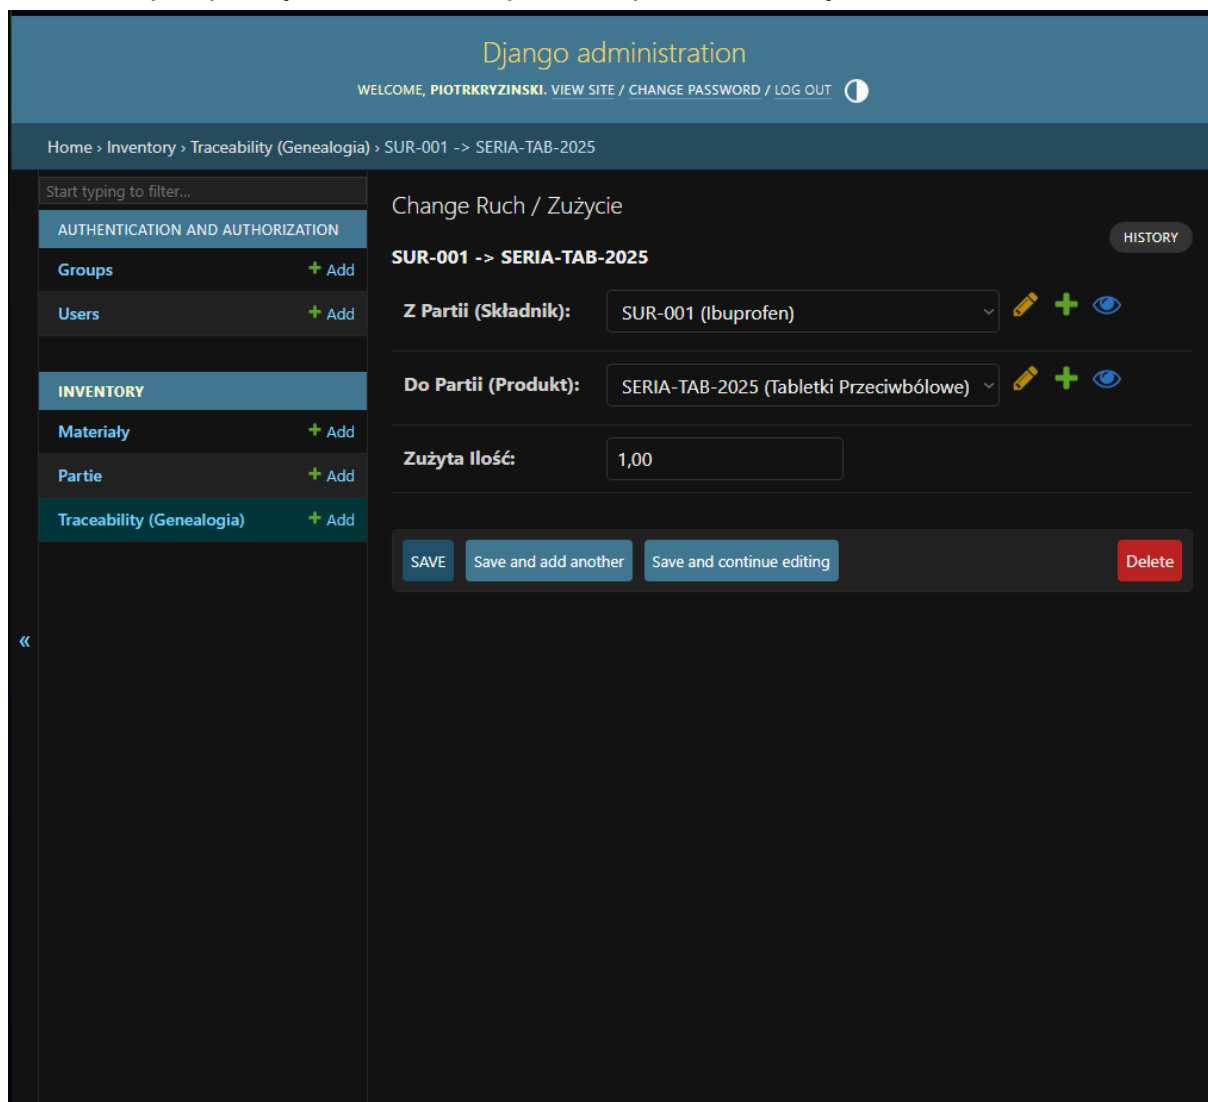 Django administration
WELCOME, PIOTRKRYZINSKI. VIEW SITE / CHANGE PASSWORD / LOG OUT
Home › Inventory › Traceability (Genealogia) › SUR-001 -> SERIA-TAB-2025
Start typing to filter...
AUTHENTICATION AND AUTHORIZATION
Groups + Add
Users + Add
INVENTORY
Materiały + Add
Partie + Add
Traceability (Genealogia) + Add
«
Change Ruch / Zużycie
HISTORY
SUR-001 -> SERIA-TAB-2025
Z Partii (Składnik): SUR-001 (Ibuprofen)
Do Partii (Produkt): SERIA-TAB-2025 (Tabletki Przeciwbólowe)
Zużyta Ilość: 1,00
SAVE Save and add another Save and continue editing Delete